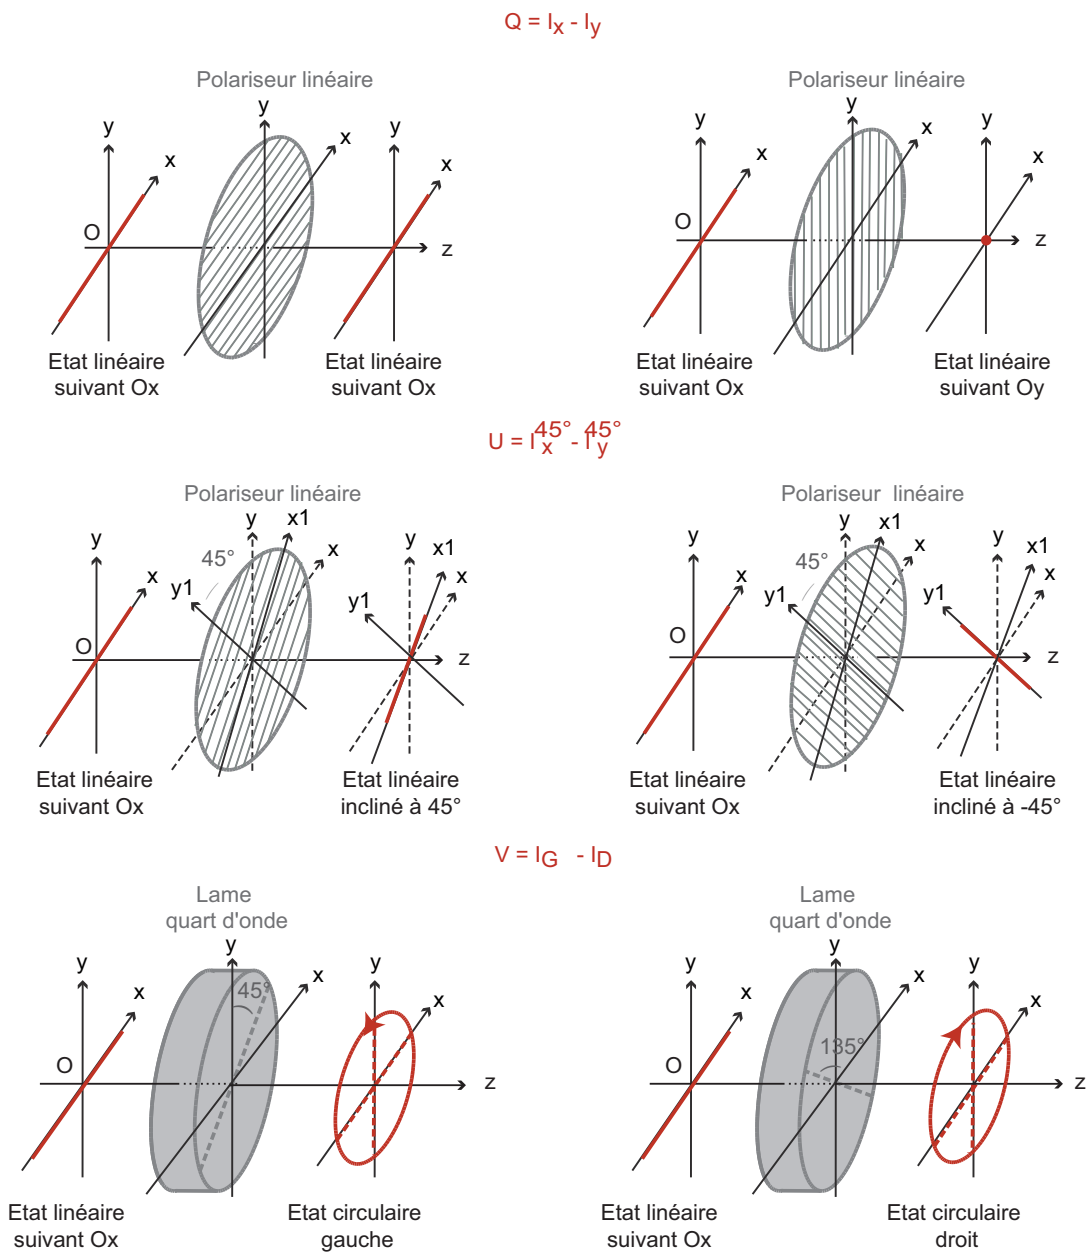 Q = Ix - Iy
Polariseur linéaire
Polariseur linéaire
y
x
y
x
y
x
O
z
y
x
y
x
y
x
O
z
Etat linéaire
suivant Ox
Etat linéaire
suivant Ox
Etat linéaire
suivant Ox
Etat linéaire
suivant Oy
U = I45°x - I45°y
Polariseur linéaire
Polariseur linéaire
y
x
y
x1
x
45°
y1
y
x1
x
y1
O
z
y
x
y
x1
x
45°
y1
y
x1
x
y1
O
z
Etat linéaire
suivant Ox
Etat linéaire
incliné à 45°
Etat linéaire
suivant Ox
Etat linéaire
incliné à -45°
V = IG - ID
Lame
quart d'onde
Lame
quart d'onde
y
x
y
x
45°
y
x
O
z
y
x
y
x
135°
y
x
O
z
Etat linéaire
suivant Ox
Etat circulaire
gauche
Etat linéaire
suivant Ox
Etat circulaire
droit